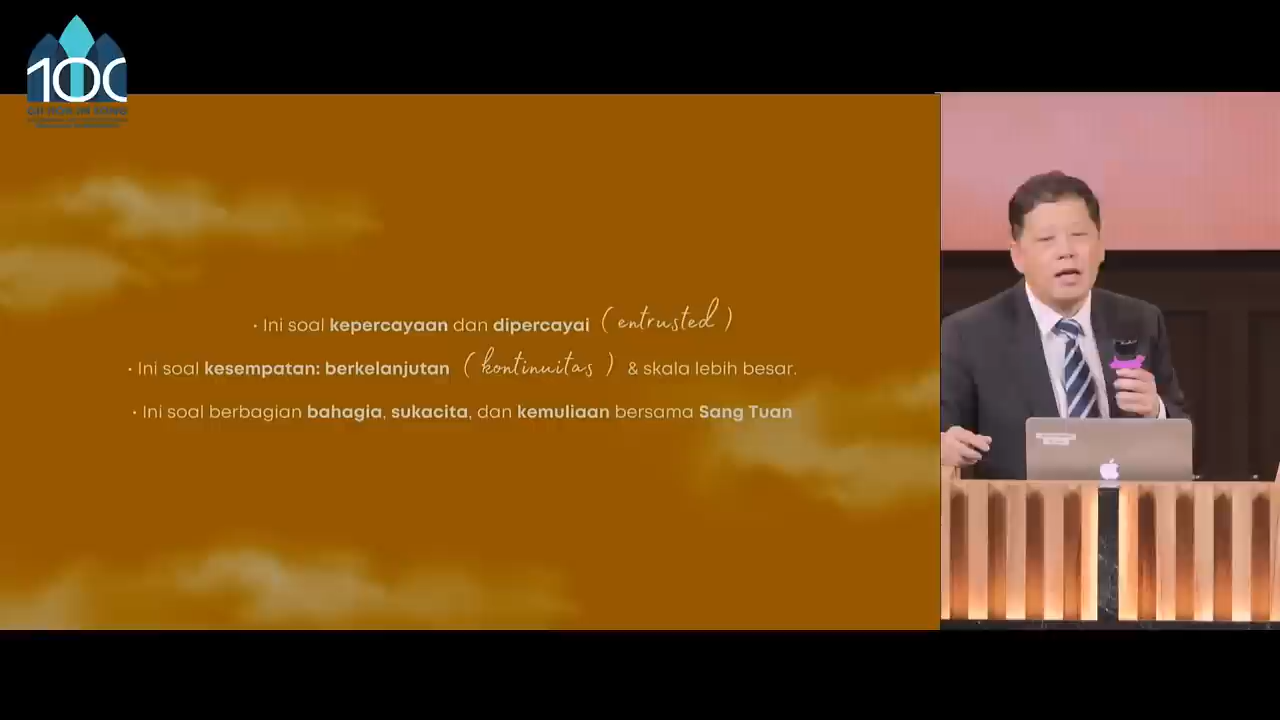 100
• Ini soal kepercayaan dan dipercayai (entrusted)
• Ini soal kesempatan: berkelanjutan (kontinuitas) & skala lebih besar.
• Ini soal berbagian bahagia, sukacita, dan kemuliaan bersama Sang Tuan